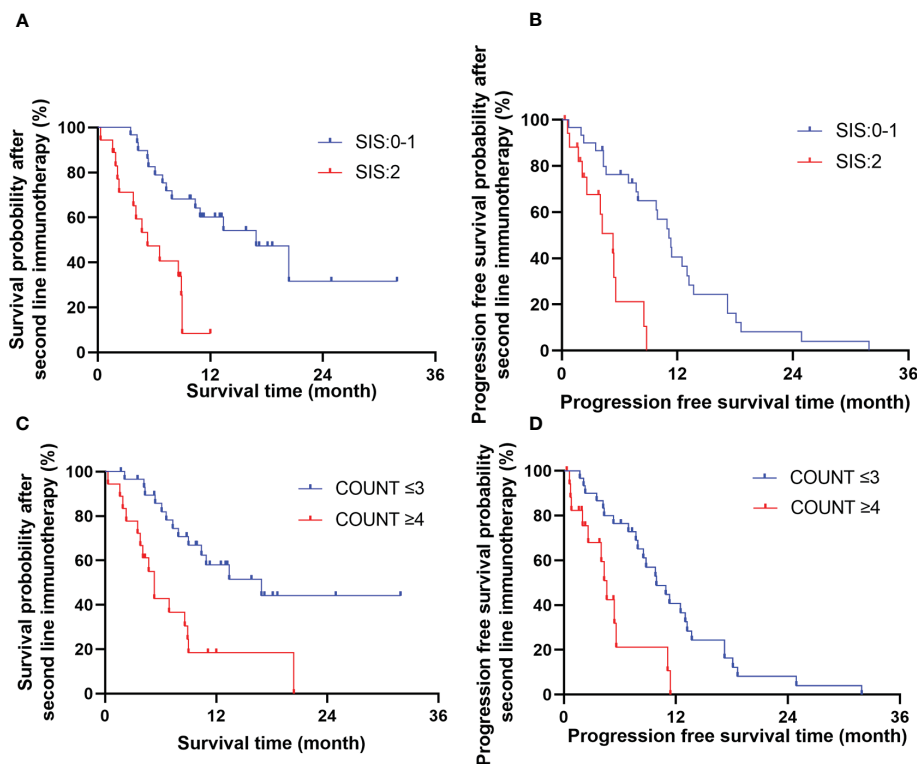 A
Survival probobility after
second line immunotherapy (%)
100
80
60
40
20
0
0
12
24
36
Survival time (month)
SIS:0-1
SIS:2
B
Progression free survival probability after
second line immunotherapy (%)
100
80
60
40
20
0
0
12
24
36
Progression free survival time (month)
SIS:0-1
SIS:2
C
Survival probobility after
second line immunotherapy (%)
100
80
60
40
20
0
0
12
24
36
Survival time (month)
COUNT ≤3
COUNT ≥4
D
Progression free survival probability
second line immunotherapy (%)
100
80
60
40
20
0
0
12
24
36
Progression free survival time (month)
COUNT ≤3
COUNT ≥4